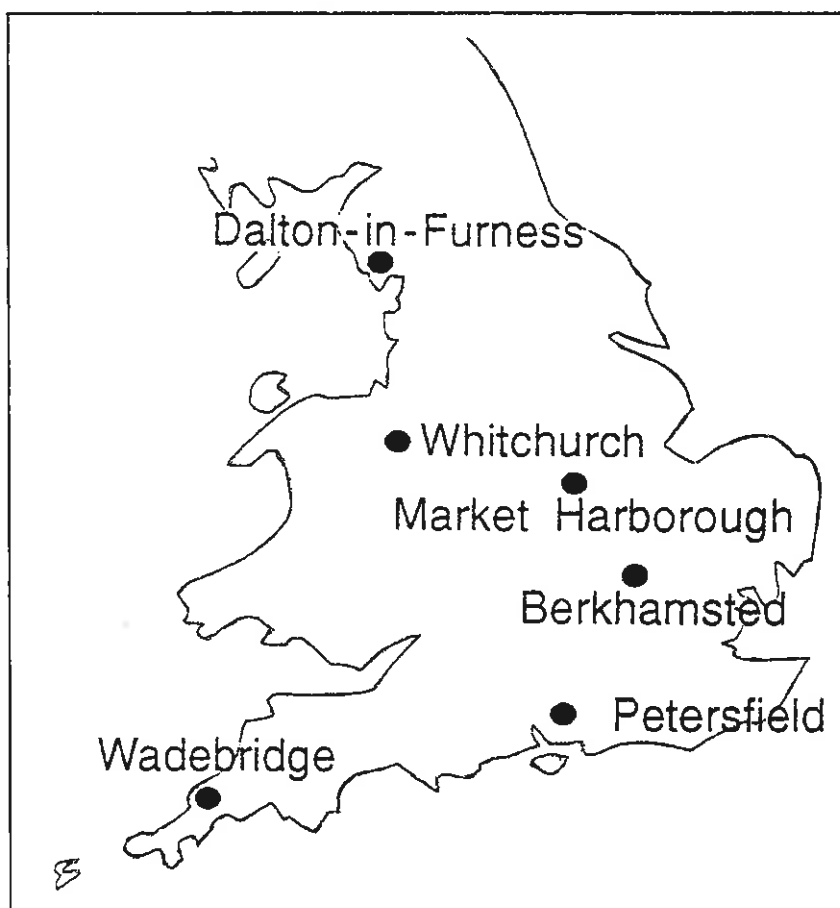 Dalton-in-Furness
Whitchurch
Market Harborough
Berkhamsted
Petersfield
Wadebridge